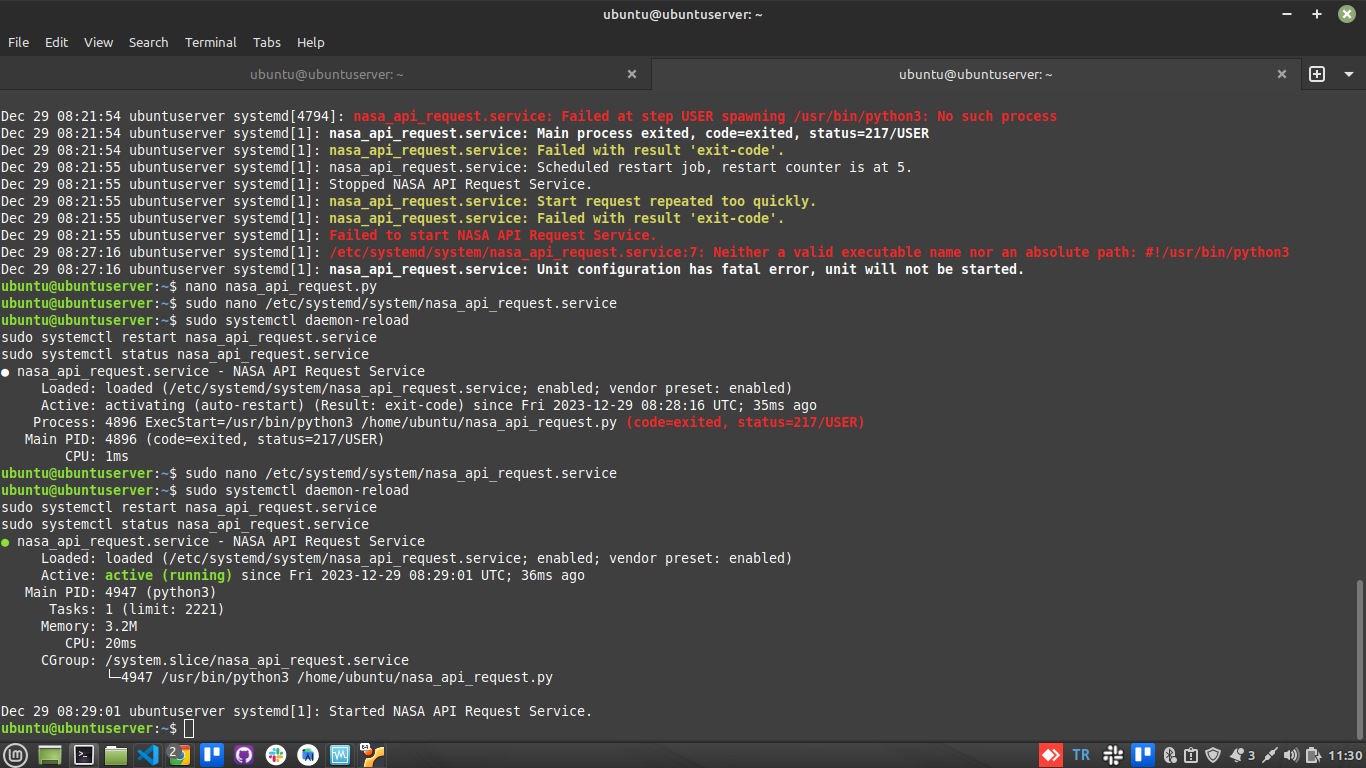 ubuntu@ubuntuserver: ~
File Edit View Search Terminal Tabs Help
ubuntu@ubuntuserver: ~ ubuntu@ubuntuserver: ~
Dec 29 08:21:54 ubuntuserver systemd[4794]: nasa_api_request.service: Failed at step USER spawning /usr/bin/python3: No such process
Dec 29 08:21:54 ubuntuserver systemd[1]: nasa_api_request.service: Main process exited, code=exited, status=217/USER
Dec 29 08:21:54 ubuntuserver systemd[1]: nasa_api_request.service: Failed with result 'exit-code'.
Dec 29 08:21:55 ubuntuserver systemd[1]: nasa_api_request.service: Scheduled restart job, restart counter is at 5.
Dec 29 08:21:55 ubuntuserver systemd[1]: Stopped NASA API Request Service.
Dec 29 08:21:55 ubuntuserver systemd[1]: nasa_api_request.service: Start request repeated too quickly.
Dec 29 08:21:55 ubuntuserver systemd[1]: nasa_api_request.service: Failed with result 'exit-code'.
Dec 29 08:21:55 ubuntuserver systemd[1]: Failed to start NASA API Request Service.
Dec 29 08:27:16 ubuntuserver systemd[1]: /etc/systemd/system/nasa_api_request.service:7: Neither a valid executable name nor an absolute path: #!/usr/bin/python3
Dec 29 08:27:16 ubuntuserver systemd[1]: nasa_api_request.service: Unit configuration has fatal error, unit will not be started.
ubuntu@ubuntuserver:~$ nano nasa_api_request.py
ubuntu@ubuntuserver:~$ sudo nano /etc/systemd/system/nasa_api_request.service
ubuntu@ubuntuserver:~$ sudo systemctl daemon-reload
sudo systemctl restart nasa_api_request.service
sudo systemctl status nasa_api_request.service
● nasa_api_request.service - NASA API Request Service
Loaded: loaded (/etc/systemd/system/nasa_api_request.service; enabled; vendor preset: enabled)
Active: activating (auto-restart) (Result: exit-code) since Fri 2023-12-29 08:28:16 UTC; 35ms ago
Process: 4896 ExecStart=/usr/bin/python3 /home/ubuntu/nasa_api_request.py (code=exited, status=217/USER)
Main PID: 4896 (code=exited, status=217/USER)
CPU: 1ms
ubuntu@ubuntuserver:~$ sudo nano /etc/systemd/system/nasa_api_request.service
ubuntu@ubuntuserver:~$ sudo systemctl daemon-reload
sudo systemctl restart nasa_api_request.service
sudo systemctl status nasa_api_request.service
● nasa_api_request.service - NASA API Request Service
Loaded: loaded (/etc/systemd/system/nasa_api_request.service; enabled; vendor preset: enabled)
Active: active (running) since Fri 2023-12-29 08:29:01 UTC; 36ms ago
Main PID: 4947 (python3)
Tasks: 1 (limit: 2221)
Memory: 3.2M
CPU: 20ms
CGroup: /system.slice/nasa_api_request.service
└─4947 /usr/bin/python3 /home/ubuntu/nasa_api_request.py
Dec 29 08:29:01 ubuntuserver systemd[1]: Started NASA API Request Service.
ubuntu@ubuntuserver:~$
2 TR 3 11:30